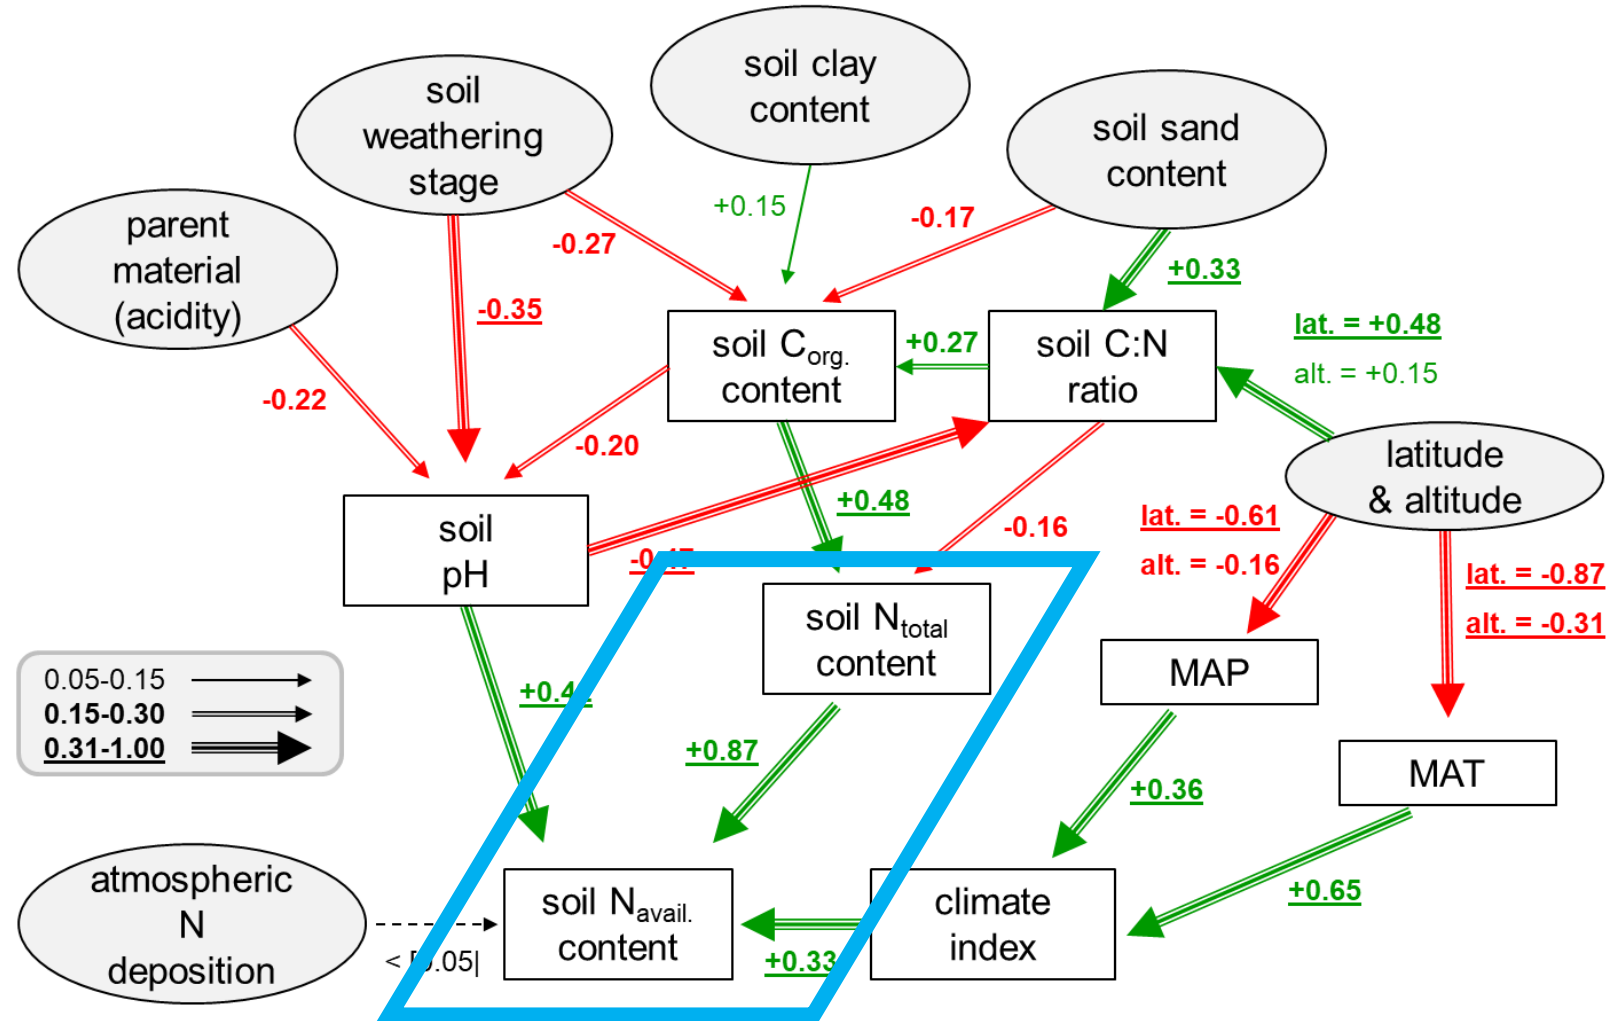 soil clay
content
soil
weathering
stage
soil sand
content
parent
material
(acidity)
+0.15
-0.17
-0.27
+0.33
-0.35
lat. = +0.48
alt. = +0.15
soil Corg.
content
+0.27
soil C:N
ratio
-0.22
-0.20
latitude
& altitude
+0.48
soil
pH
-0.16
lat. = -0.61
alt. = -0.16
lat. = -0.87
alt. = -0.31
soil Ntotal
content
MAP
0.05-0.15
0.15-0.30
0.31-1.00
+0.87
MAT
+0.36
+0.65
atmospheric
N
deposition
soil Navail.
content
climate
index
+0.33